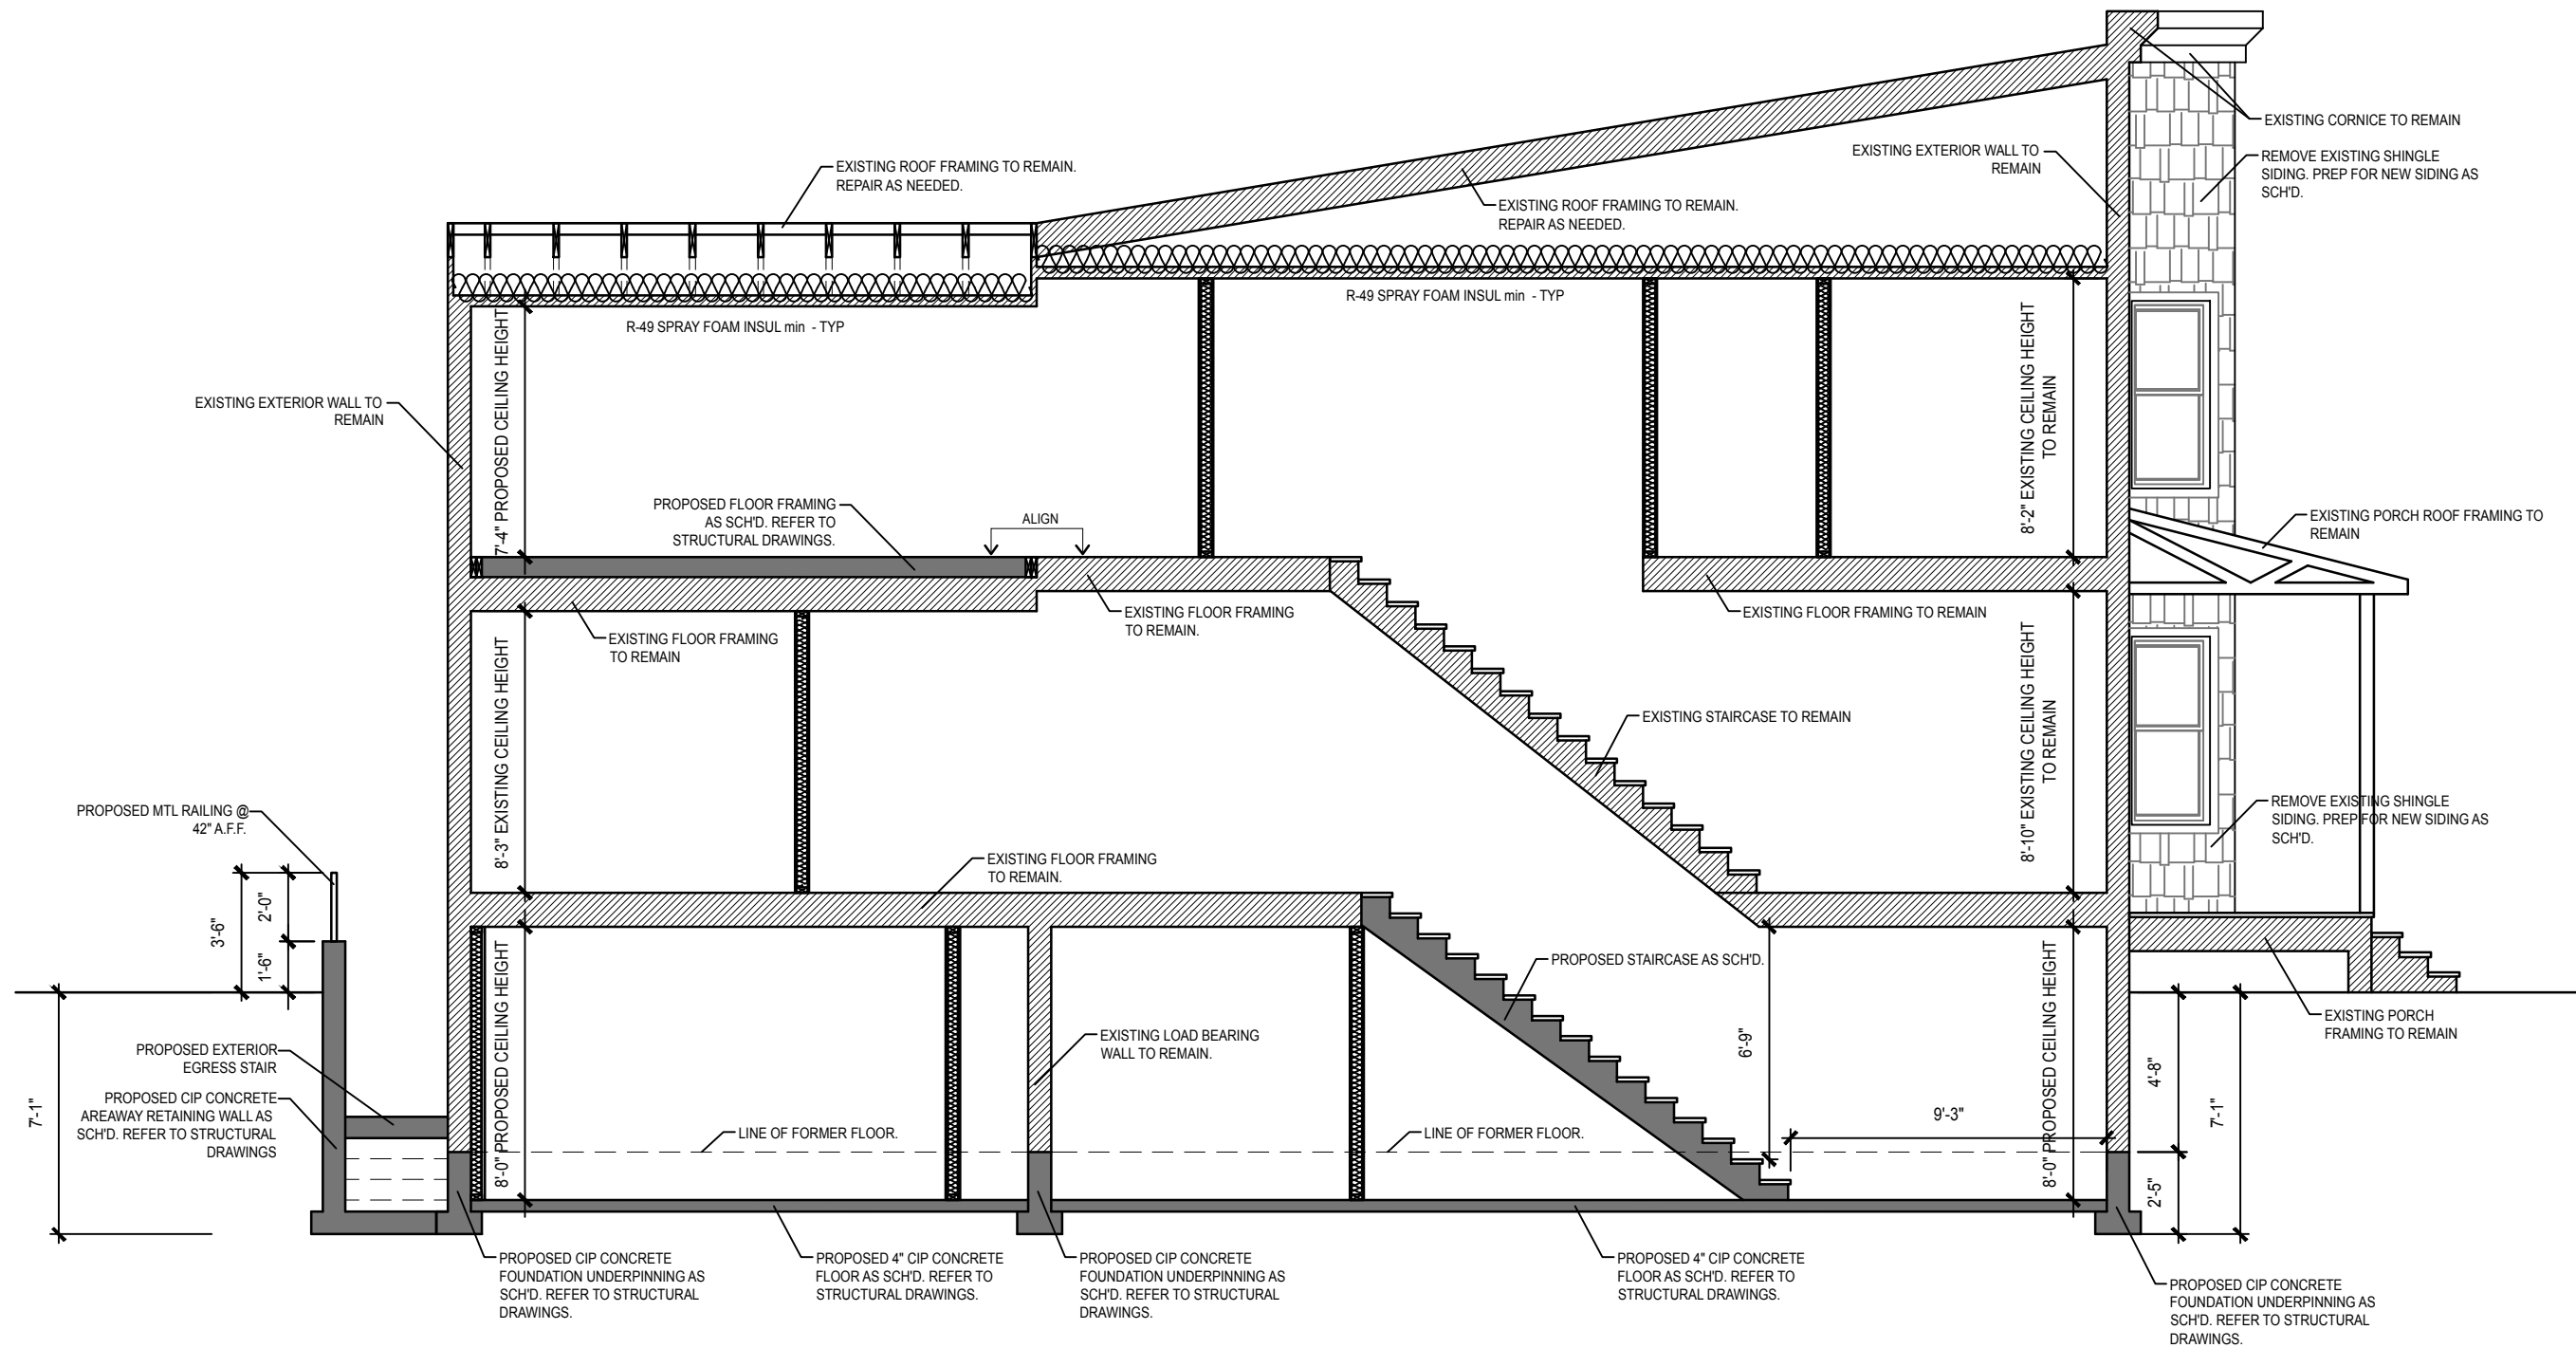 EXISTING CORNICE TO REMAIN
EXISTING EXTERIOR WALL TO
REMAIN
REMOVE EXISTING SHINGLE
SIDING. PREP FOR NEW SIDING AS
SCH'D.
EXISTING ROOF FRAMING TO REMAIN.
REPAIR AS NEEDED.
EXISTING ROOF FRAMING TO REMAIN.
REPAIR AS NEEDED.
R-49 SPRAY FOAM INSUL min - TYP
R-49 SPRAY FOAM INSUL min - TYP
7'-4" PROPOSED CEILING HEIGHT
8'-2" EXISTING CEILING HEIGHT
TO REMAIN
EXISTING EXTERIOR WALL TO
REMAIN
PROPOSED FLOOR FRAMING
AS SCH'D. REFER TO
STRUCTURAL DRAWINGS.
ALIGN
EXISTING PORCH ROOF FRAMING TO
REMAIN
EXISTING FLOOR FRAMING
TO REMAIN
EXISTING FLOOR FRAMING
TO REMAIN.
EXISTING FLOOR FRAMING TO REMAIN
8'-3" EXISTING CEILING HEIGHT
8'-10" EXISTING CEILING HEIGHT
TO REMAIN
EXISTING STAIRCASE TO REMAIN
PROPOSED MTL RAILING @
42" A.F.F.
REMOVE EXISTING SHINGLE
SIDING. PREP FOR NEW SIDING AS
SCH'D.
EXISTING FLOOR FRAMING
TO REMAIN.
3'-6"
2'-0"
1'-6"
8'-0" PROPOSED CEILING HEIGHT
PROPOSED STAIRCASE AS SCH'D.
8'-0" PROPOSED CEILING HEIGHT
EXISTING PORCH
FRAMING TO REMAIN
EXISTING LOAD BEARING
WALL TO REMAIN.
6'-9"
4'-8"
7'-1"
PROPOSED EXTERIOR
EGRESS STAIR
7'-1"
PROPOSED CIP CONCRETE
AREAWAY RETAINING WALL AS
SCH'D. REFER TO STRUCTURAL
DRAWINGS
9'-3"
LINE OF FORMER FLOOR.
LINE OF FORMER FLOOR.
2'-5"
PROPOSED CIP CONCRETE
FOUNDATION UNDERPINNING AS
SCH'D. REFER TO STRUCTURAL
DRAWINGS.
PROPOSED 4" CIP CONCRETE
FLOOR AS SCH'D. REFER TO
STRUCTURAL DRAWINGS.
PROPOSED CIP CONCRETE
FOUNDATION UNDERPINNING AS
SCH'D. REFER TO STRUCTURAL
DRAWINGS.
PROPOSED 4" CIP CONCRETE
FLOOR AS SCH'D. REFER TO
STRUCTURAL DRAWINGS.
PROPOSED CIP CONCRETE
FOUNDATION UNDERPINNING AS
SCH'D. REFER TO STRUCTURAL
DRAWINGS.